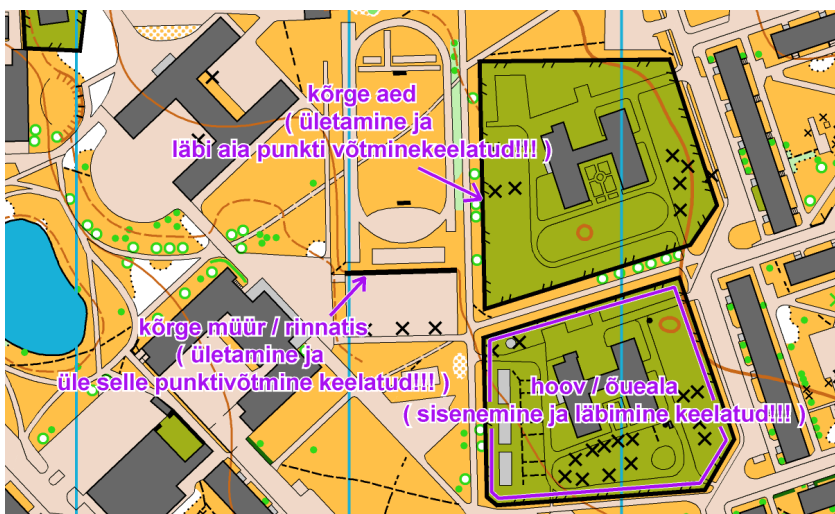 kõrge aed
( ületamine ja
läbi aia punkti võtminekeelatud!!! )
kõrge müür / rinnatis
( ületamine ja
üle selle punktivõtmine keelatud!!! )
hoov / õueala
( sisenemine ja läbimine keelatud!!! )